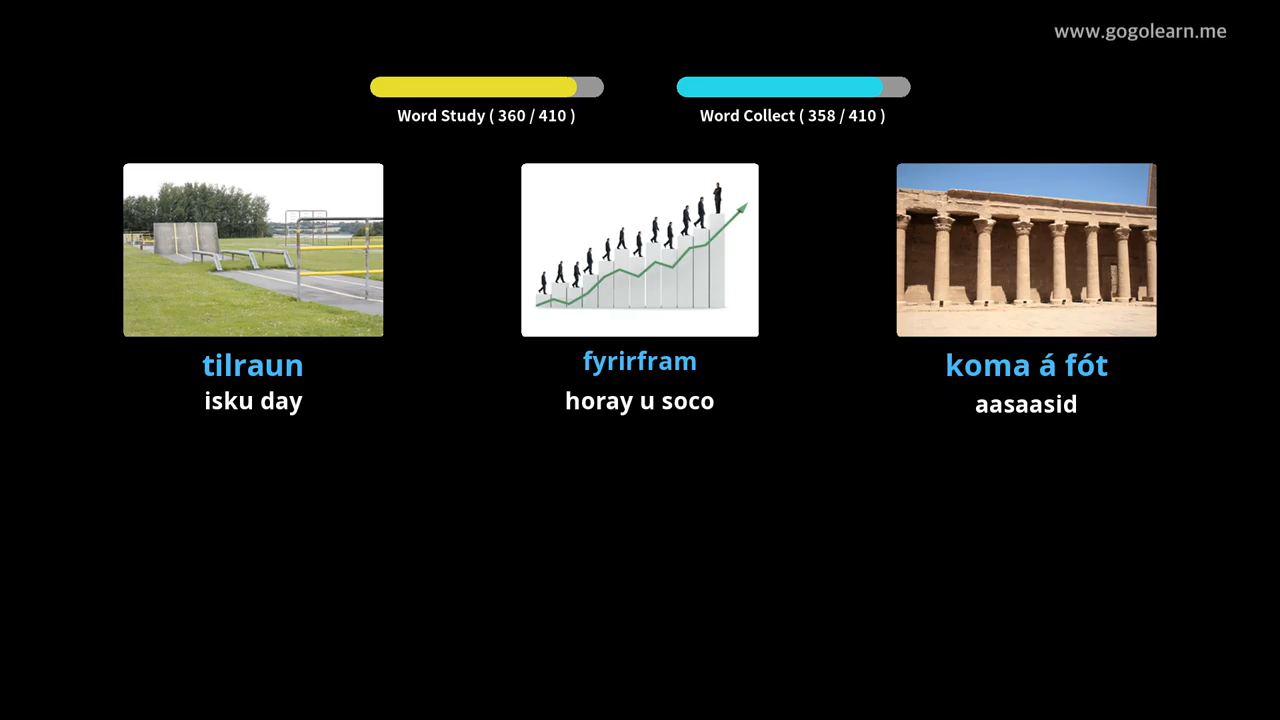 www.gogolearn.me
Word Study ( 360 / 410 )
Word Collect ( 358 / 410 )
tilraun
isku day
fyrirfram
horay u soco
koma á fót
aasaasid